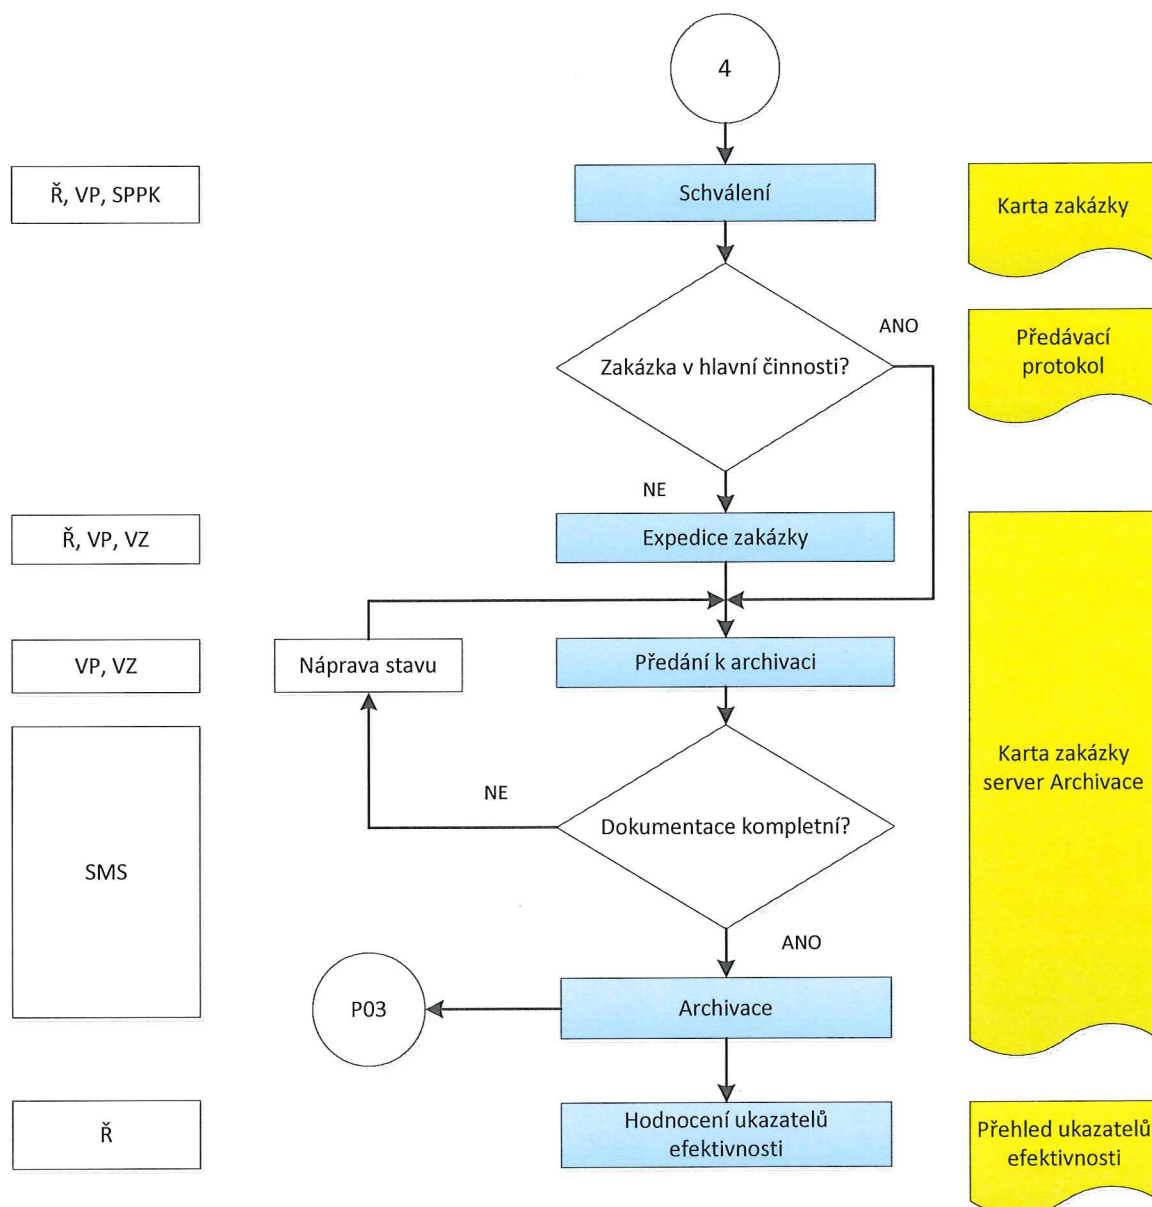 4
Ř, VP, SPPK
Schválení
Karta zakázky
ANO
Předávací
protokol
Zakázka v hlavní činnosti?
NE
Ř, VP, VZ
Expedice zakázky
VP, VZ
Náprava stavu
Předání k archivaci
Karta zakázky
server Archivace
NE
Dokumentace kompletní?
SMS
ANO
P03
Archivace
Ř
Hodnocení ukazatelů
efektivnosti
Přehled ukazatelů
efektivnosti